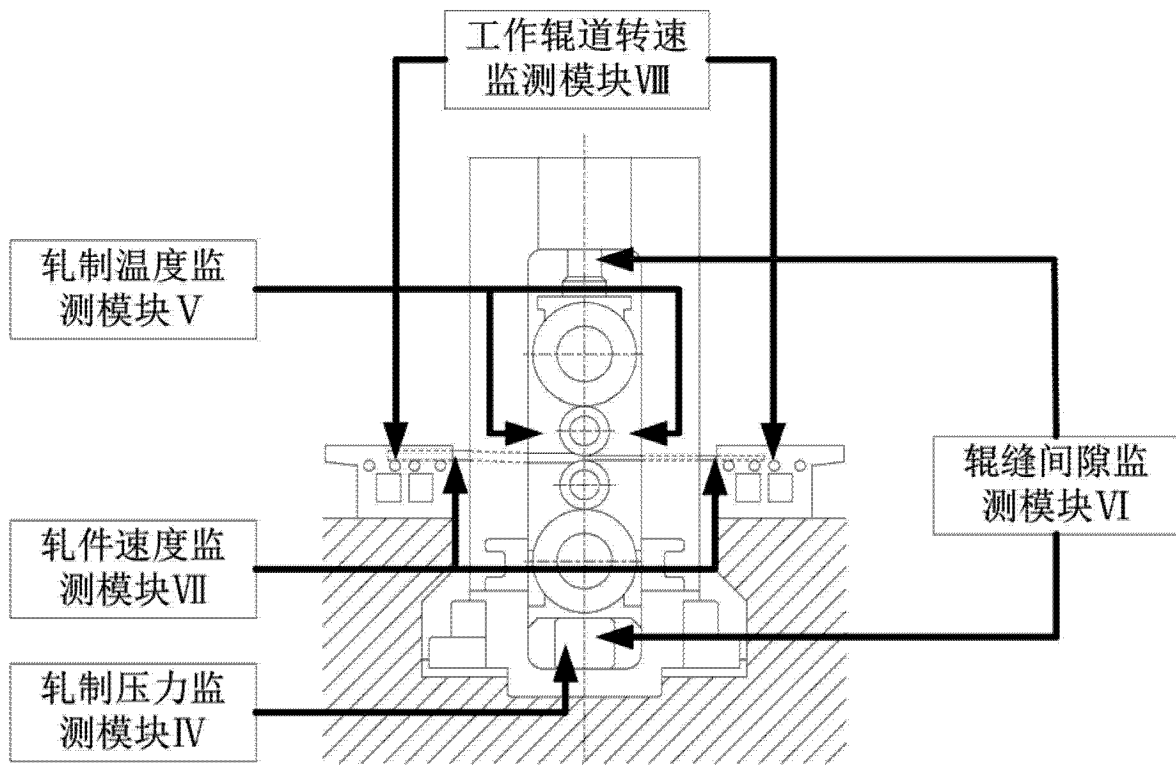 工作辊道转速
监测模块Ⅷ
轧制温度监
测模块Ⅴ
辊缝间隙监
测模块Ⅵ
轧件速度监
测模块Ⅶ
轧制压力监
测模块Ⅳ